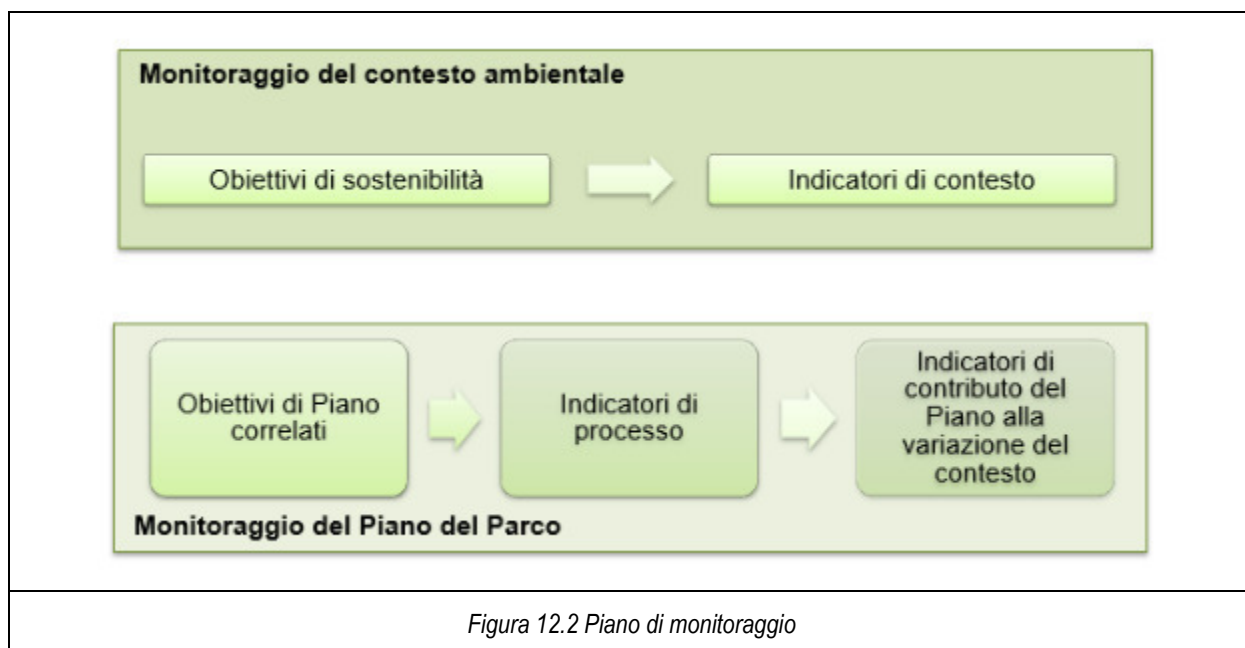 Monitoraggio del contesto ambientale
Obiettivi di sostenibilità
Indicatori di contesto
Obiettivi di Piano
correlati
Indicatori di
processo
Indicatori di
contributo del
Piano alla
variazione del
contesto
Monitoraggio del Piano del Parco
Figura 12.2 Piano di monitoraggio